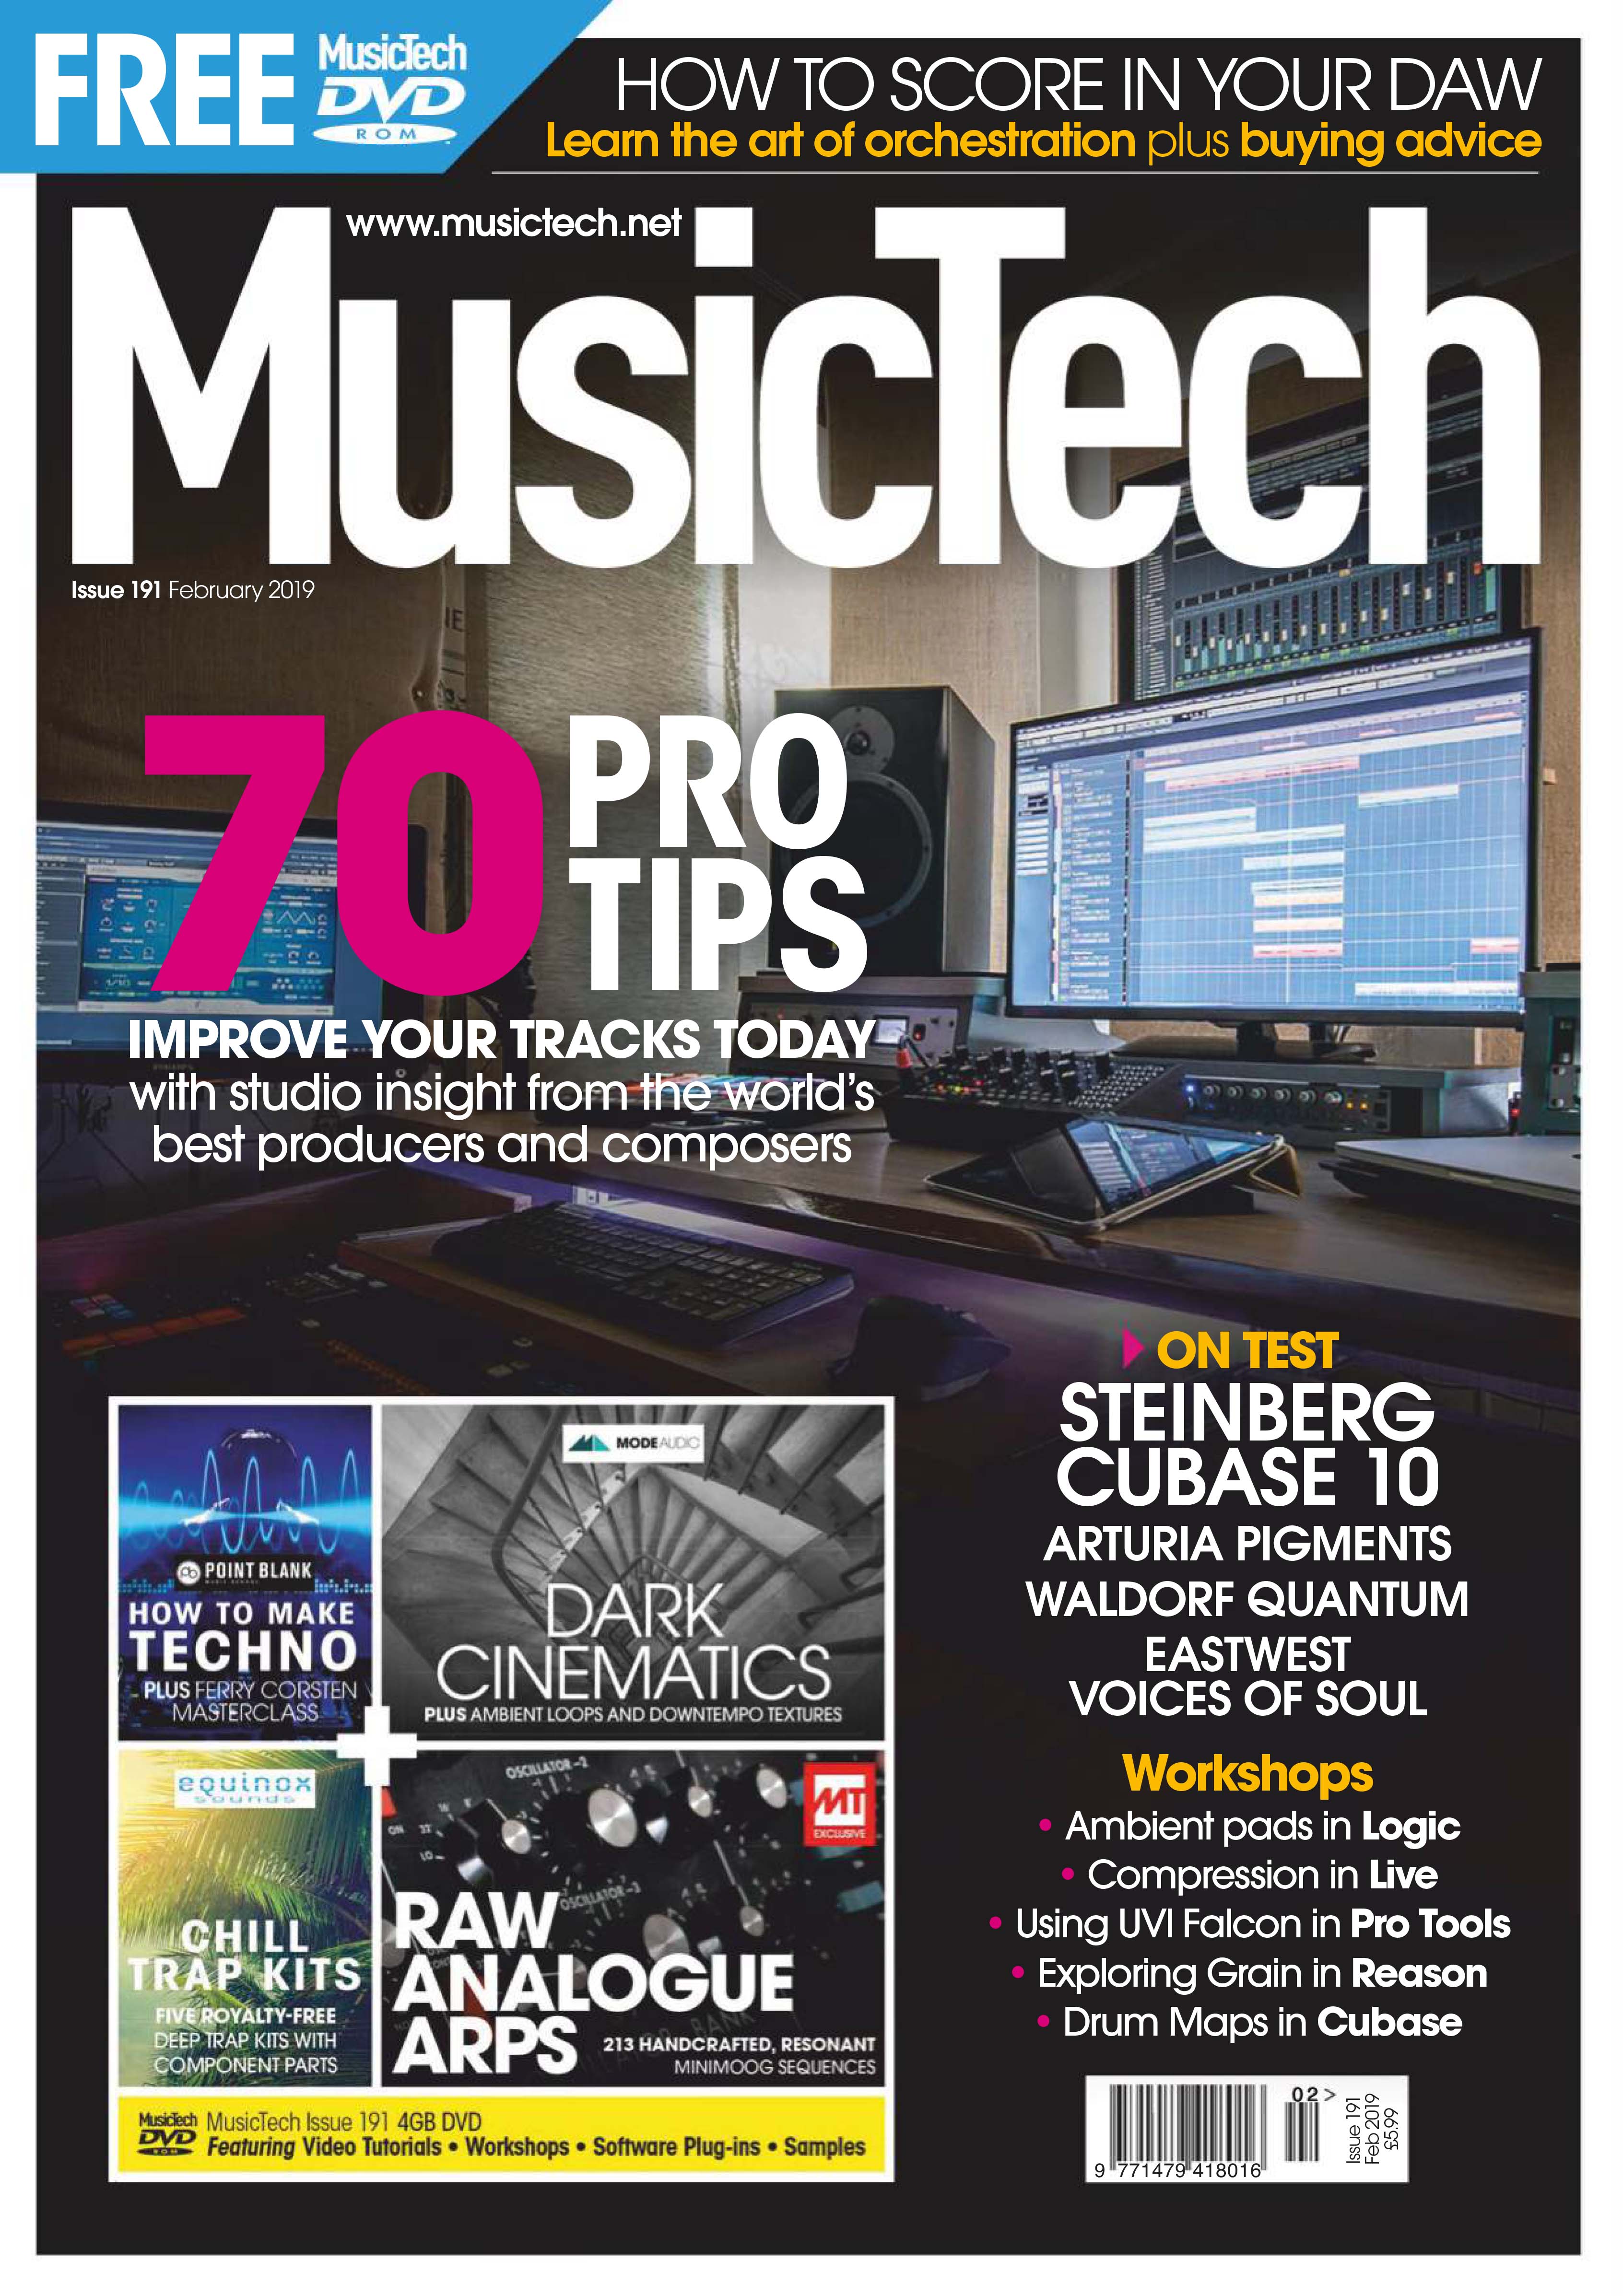 FREE
MusicTech
DVD
ROM
HOW TO SCORE IN YOUR DAW
Learn the art of orchestration plus buying advice
www.musictech.net
MusicTech
Issue 191 February 2019
70
PRO
TIPS
IMPROVE YOUR TRACKS TODAY
with studio insight from the world's
best producers and composers
ON TEST
STEINBERG
CUBASE 10
ARTURIA PIGMENTS
WALDORF QUANTUM
EASTWEST
VOICES OF SOUL
Workshops
• Ambient pads in Logic
• Compression in Live
• Using UVI Falcon in Pro Tools
• Exploring Grain in Reason
• Drum Maps in Cubase
POINT BLANK
MUSIC SCHOOL
HOW TO MAKE
TECHNO
PLUS FERRY CORSTEN
MASTERCLASS
MODEAUDIO
DARK
CINEMATICS
PLUS AMBIENT LOOPS AND DOWNTEMPO TEXTURES
equinox
sounds
CHILL
TRAP KITS
FIVE ROYALTY-FREE
DEEP TRAP KITS WITH
COMPONENT PARTS
OSCILLATOR-2
OSCILLATOR-3
MT
EXCLUSIVE
RAW
ANALOGUE
ARPS
213 HANDCRAFTED, RESONANT
MINIMOOG SEQUENCES
MusicTech
DVD
ROM
MusicTech Issue 191 4GB DVD
Featuring Video Tutorials • Workshops • Software Plug-ins • Samples
02 >
9 771479 418016
Issue 191
Feb 2019
£5.99